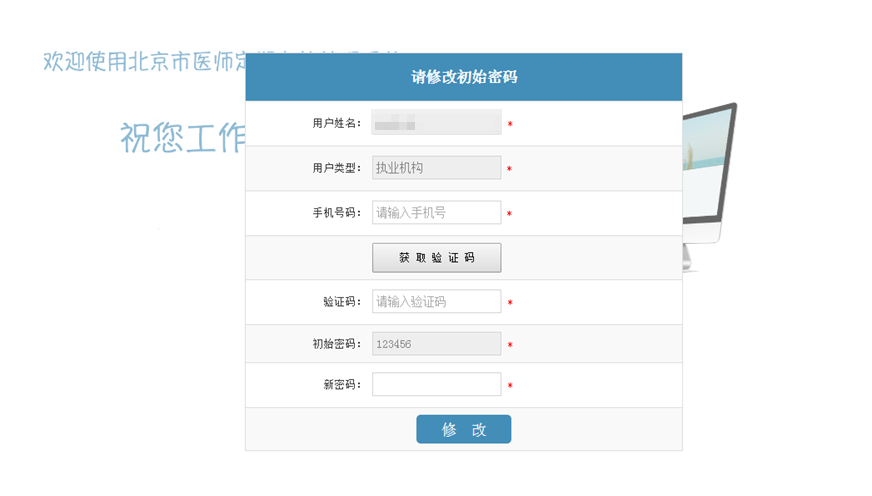 欢迎使用北京市医师定
祝您工作
请修改初始密码
用户姓名： *
用户类型： 执业机构 *
手机号码： 请输入手机号 *
获 取 验 证 码
验证码： 请输入验证码 *
初始密码： 123456 *
新密码： *
修 改